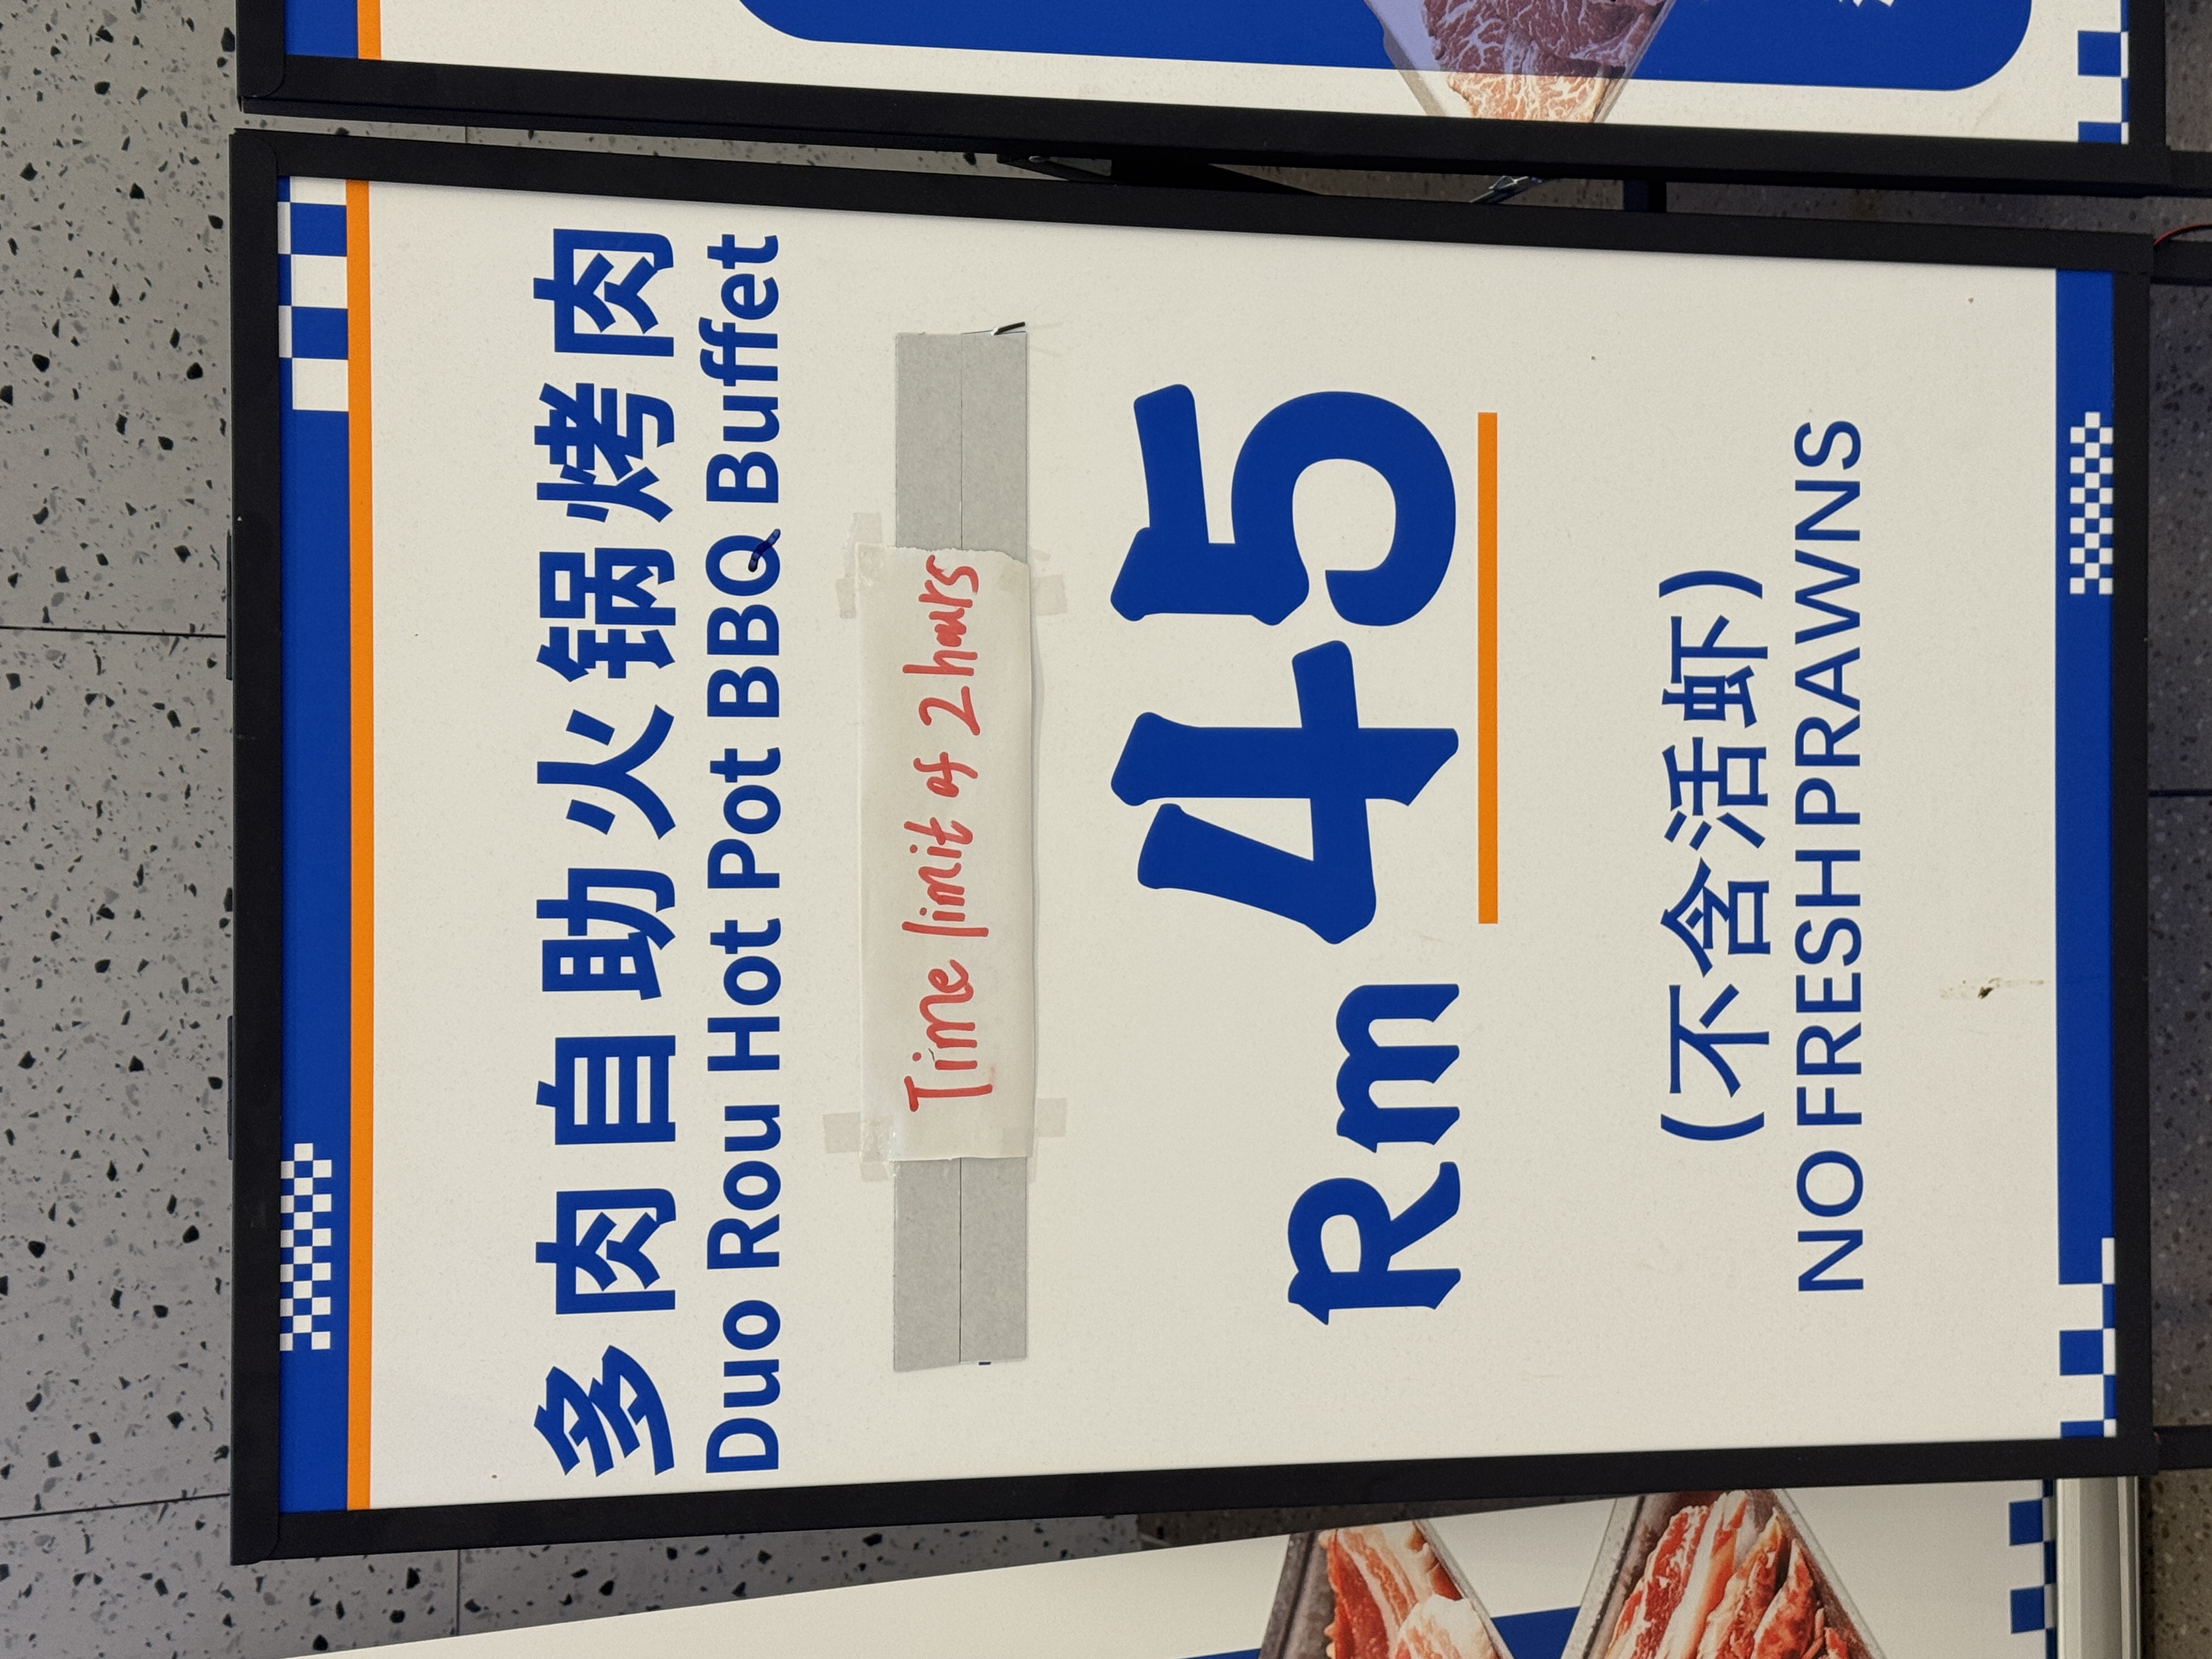 多肉自助火锅烤肉
Duo Rou Hot Pot BBQ Buffet
Time limit of 2 hours
Rm 45
(不含活虾)
NO FRESH PRAWNS